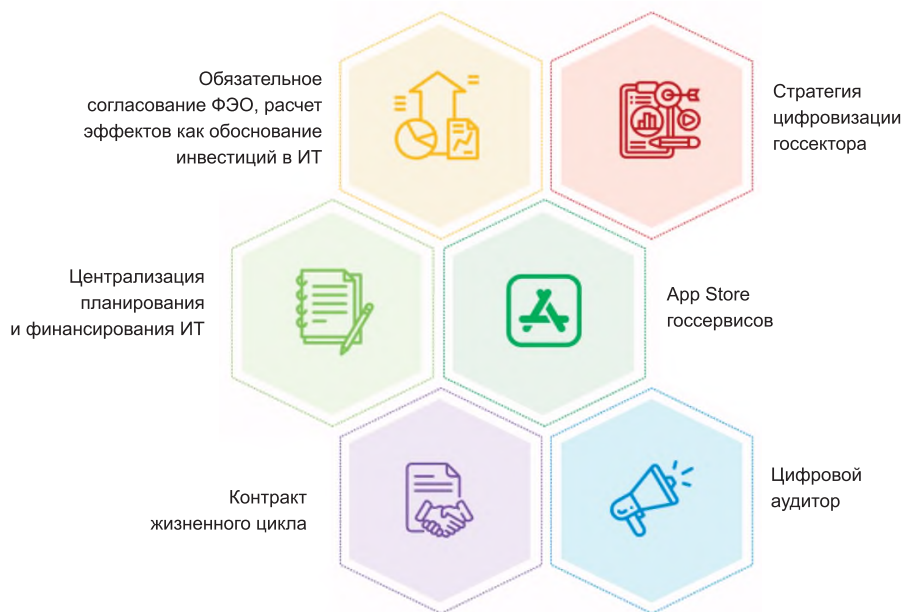 Обязательное
согласование ФЭО, расчет
эффектов как обоснование
инвестиций в ИТ
Стратегия
цифровизации
госсектора
Централизация
планирования
и финансирования ИТ
App Store
госсервисов
Контракт
жизненного цикла
Цифровой
аудитор